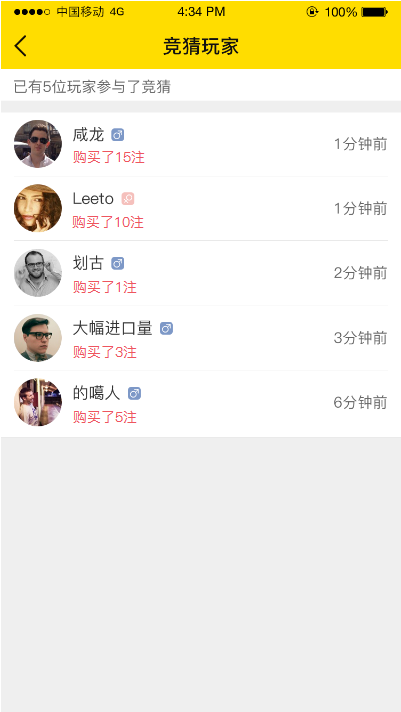 中国移动 4G 4:34 PM 100%
竞猜玩家
已有5位玩家参与了竞猜
咸龙
1分钟前
购买了15注
Leeto
1分钟前
购买了10注
划古
2分钟前
购买了1注
大幅进口量
3分钟前
购买了3注
的噶人
6分钟前
购买了5注